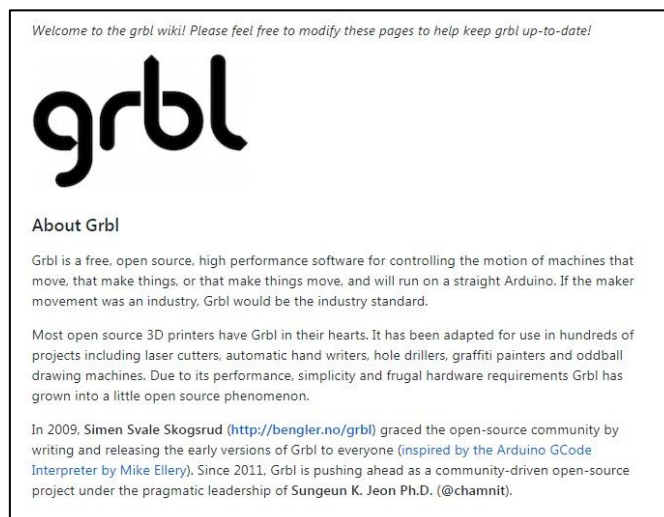 Welcome to the grbl wiki! Please feel free to modify these pages to help keep grbl up-to-date!
grbl
About Grbl
Grbl is a free, open source, high performance software for controlling the motion of machines that
move, that make things, or that make things move, and will run on a straight Arduino. If the maker
movement was an industry, Grbl would be the industry standard.
Most open source 3D printers have Grbl in their hearts. It has been adapted for use in hundreds of
projects including laser cutters, automatic hand writers, hole drillers, graffiti painters and oddball
drawing machines. Due to its performance, simplicity and frugal hardware requirements Grbl has
grown into a little open source phenomenon.
In 2009, Simen Svale Skogsrud (http://bengler.no/grbl) graced the open-source community by
writing and releasing the early versions of Grbl to everyone (inspired by the Arduino GCode
Interpreter by Mike Ellery). Since 2011, Grbl is pushing ahead as a community-driven open-source
project under the pragmatic leadership of Sungeun K. Jeon Ph.D. (@chamnit).